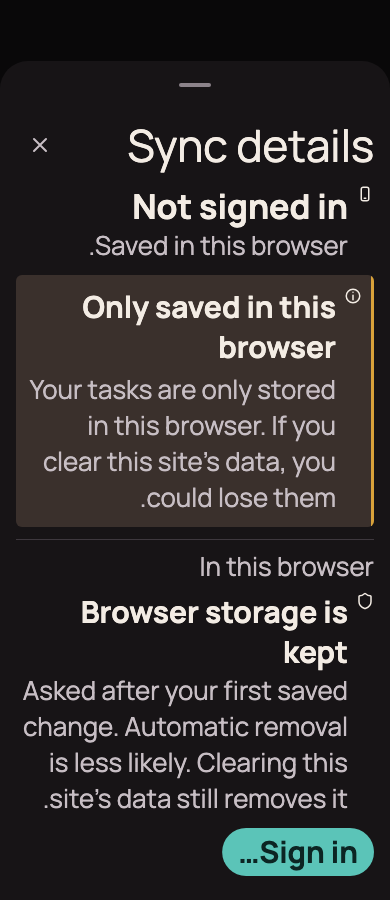 Sync details
Not signed in
Saved in this browser.
Only saved in this
browser
Your tasks are only stored
in this browser. If you
clear this site's data, you
could lose them.
In this browser
Browser storage is
kept
Asked after your first saved
change. Automatic removal
is less likely. Clearing this
site's data still removes it.
Sign in...